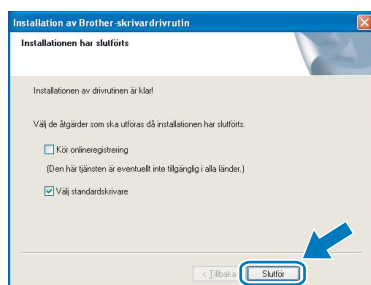 Installation av Brother-skrivardrivrutin
Installationen har slutförts
Installationen av drivrutinen är klar!
Välj de åtgärder som ska utföras då installationen har slutförts.
Kör onlineregistrering
(Den här tjänsten är eventuellt inte tillgänglig i alla länder.)
Välj standardskrivare
< Tillbaka
Slutför